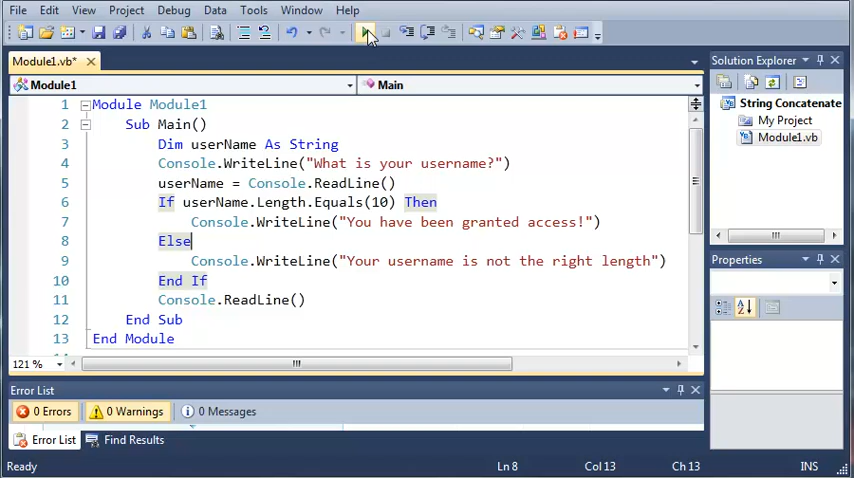 File Edit View Project Debug Data Tools Window Help
Module1.vb*
Module1
Main
1 Module Module1
2 Sub Main()
3 Dim userName As String
4 Console.WriteLine("What is your username?")
5 userName = Console.ReadLine()
6 If userName.Length.Equals(10) Then
7 Console.WriteLine("You have been granted access!")
8 Else
9 Console.WriteLine("Your username is not the right length")
10 End If
11 Console.ReadLine()
12 End Sub
13 End Module
121 %
Solution Explorer
String Concatenate
My Project
Module1.vb
Properties
Error List
0 Errors 0 Warnings 0 Messages
Error List Find Results
Ready Ln 8 Col 13 Ch 13 INS